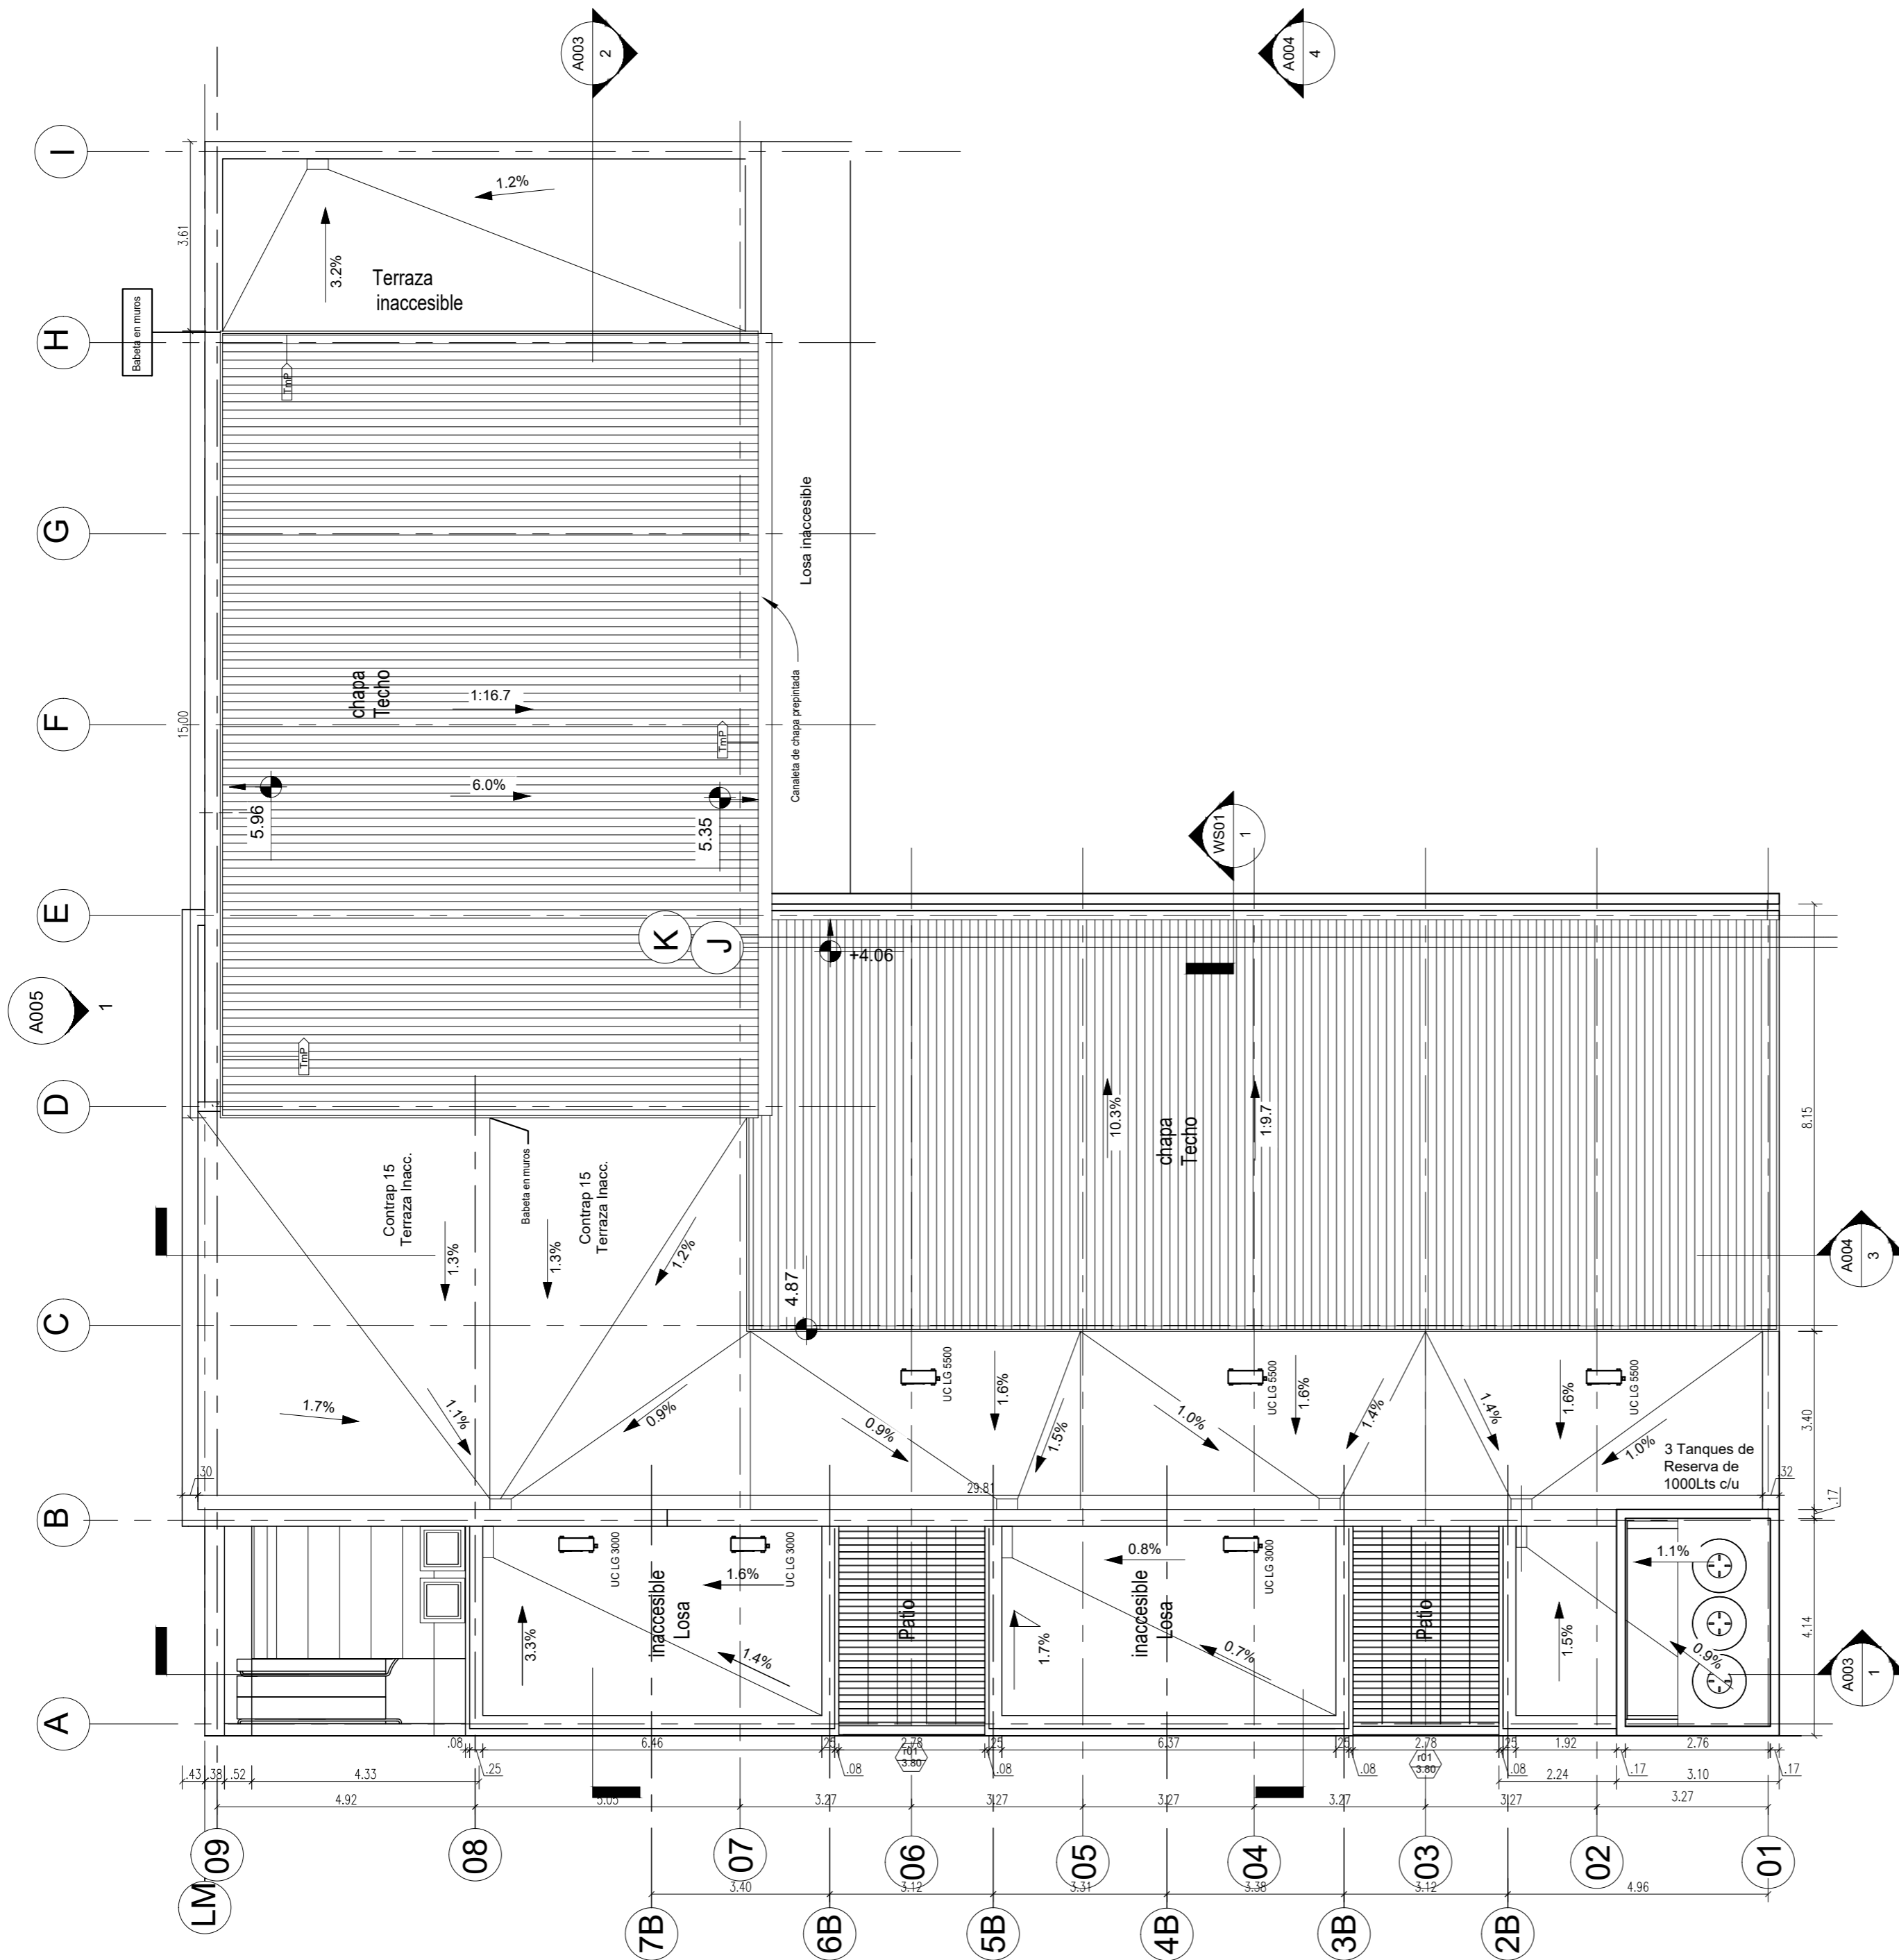 A003
2
A004
4
I
H
G
F
E
D
C
B
A
K
J
3.61
15.00
Babeta en muros
1.2%
3.2%
Terraza
inaccesible
TmP
Losa inaccesible
chapa
Techo
1:16.7
TmP
Canaleta de chapa prepintada
6.0%
5.96
5.35
WS01
1
+4.06
A005
1
TmP
10.3%
1:9.7
chapa
Techo
8.15
Contrap 15
Terraza Inacc.
Babeta en muros
Contrap 15
Terraza Inacc.
1.3%
1.3%
1.2%
4.87
A004
3
1.7%
1.1%
0.9%
0.9%
UC LG 5500
1.6%
1.5%
1.0%
UC LG 5500
1.6%
1.4%
1.4%
1.6%
UC LG 5500
1.0%
3.40
3 Tanques de
Reserva de
1000Lts c/u
.30
29.81
.32
.17
UC LG 3000
UC LG 3000
1.6%
inaccesible
Losa
3.3%
1.4%
Patio
0.8%
UC LG 3000
inaccesible
Losa
1.7%
0.7%
Patio
1.5%
1.1%
0.9%
4.14
A003
1
.08
6.46
.25
2.78
.25
6.37
.25
2.78
.25
1.92
2.76
r01
3.80
r01
3.80
.25
.08
.08
.08
.08
.17
.17
.43
.38
.52
4.33
2.24
3.10
4.92
5.05
3.27
3.27
3.27
3.27
3.27
3.27
LM
09
08
07
06
05
04
03
02
01
3.40
3.12
3.31
3.38
3.12
4.96
7B
6B
5B
4B
3B
2B